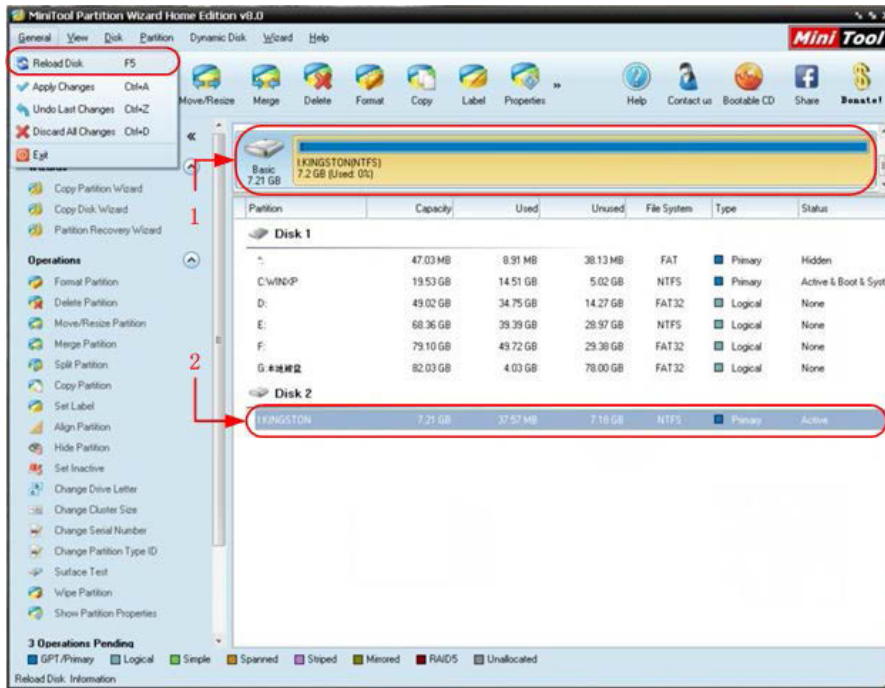 MiniTool Partition Wizard Home Edition v8.0
General View Disk Partition Dynamic Disk Wizard Help
Mini Tool
Reload Disk F5
Apply Changes Ctrl+A
Undo Last Changes Ctrl+Z
Discard All Changes Ctrl+D
Exit
Move/Resize Merge Delete Format Copy Label Properties » Help Contact us Bootable CD Share Donate!
«
1
Basic
7.21 GB
I:KINGSTON(NTFS)
7.2 GB (Used: 0%)
Copy Partition Wizard
Copy Disk Wizard
Partition Recovery Wizard
Operations
Format Partition
Delete Partition
Move/Resize Partition
Merge Partition
Split Partition
Copy Partition
Set Label
Align Partition
Hide Partition
Set Inactive
Change Drive Letter
Change Cluster Size
Change Serial Number
Change Partition Type ID
Surface Test
Wipe Partition
Show Partition Properties
3 Operations Pending
2
Partition Capacity Used Unused File System Type Status
Disk 1
*: 47.03 MB 8.91 MB 38.13 MB FAT Primary Hidden
C:WINXP 19.53 GB 14.51 GB 5.02 GB NTFS Primary Active & Boot & Syst
D: 49.02 GB 34.75 GB 14.27 GB FAT32 Logical None
E: 68.36 GB 39.39 GB 28.97 GB NTFS Logical None
F: 79.10 GB 49.72 GB 29.38 GB FAT32 Logical None
G: 82.03 GB 4.03 GB 78.00 GB FAT32 Logical None
Disk 2
I:KINGSTON 7.21 GB 37.57 MB 7.18 GB NTFS Primary Active
GPT/Primary Logical Simple Spanned Striped Mirrored RAID5 Unallocated
Reload Disk Information